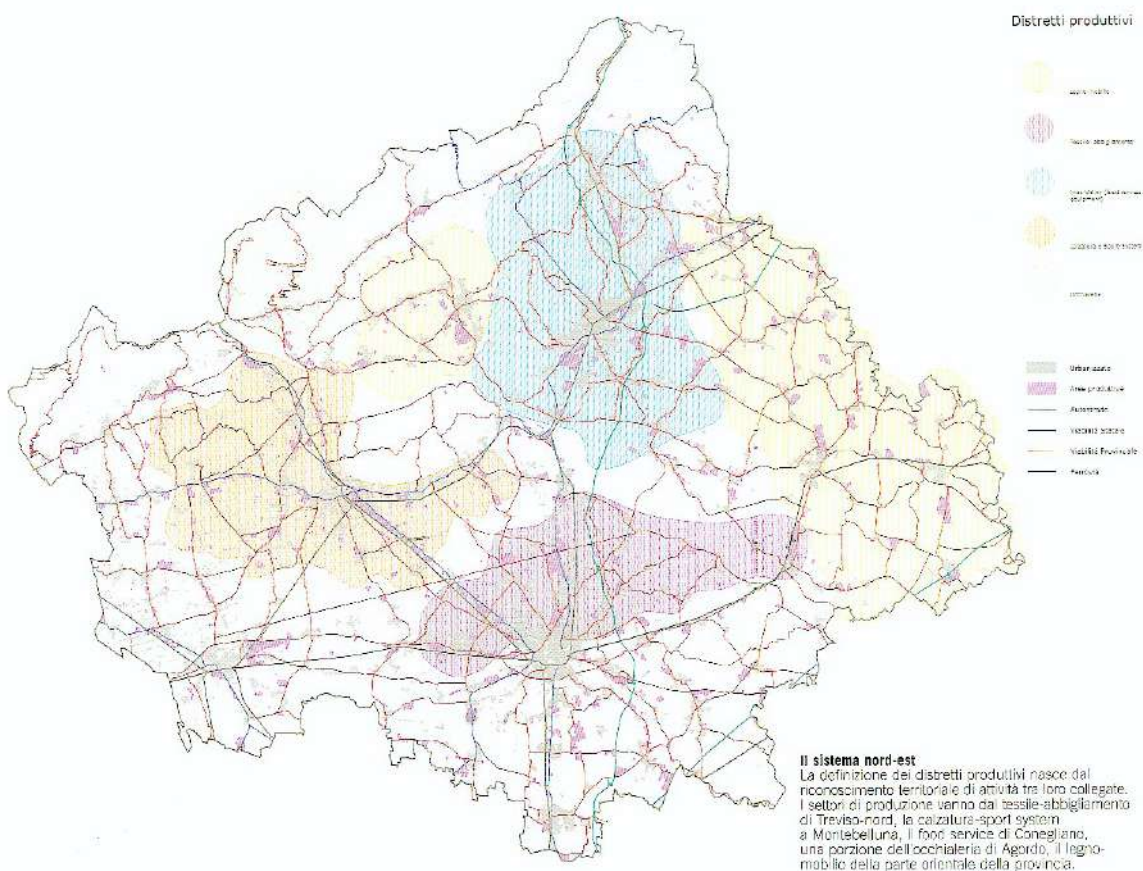 Distretti produttivi
Urbanizzato
Aree produttive
Autostrade
Viabilità Statale
Viabilità Provinciale
Ferrovia
Il sistema nord-est
La definizione dei distretti produttivi nasce dal
riconoscimento territoriale di attività tra loro collegate.
I settori di produzione vanno dal tessile-abbigliamento
di Treviso-nord, la calzatura-sport system
a Montebelluna, il food service di Conegliano,
una porzione dell'occhialeria di Agordo, il legno-
mobilio della parte orientale della provincia.